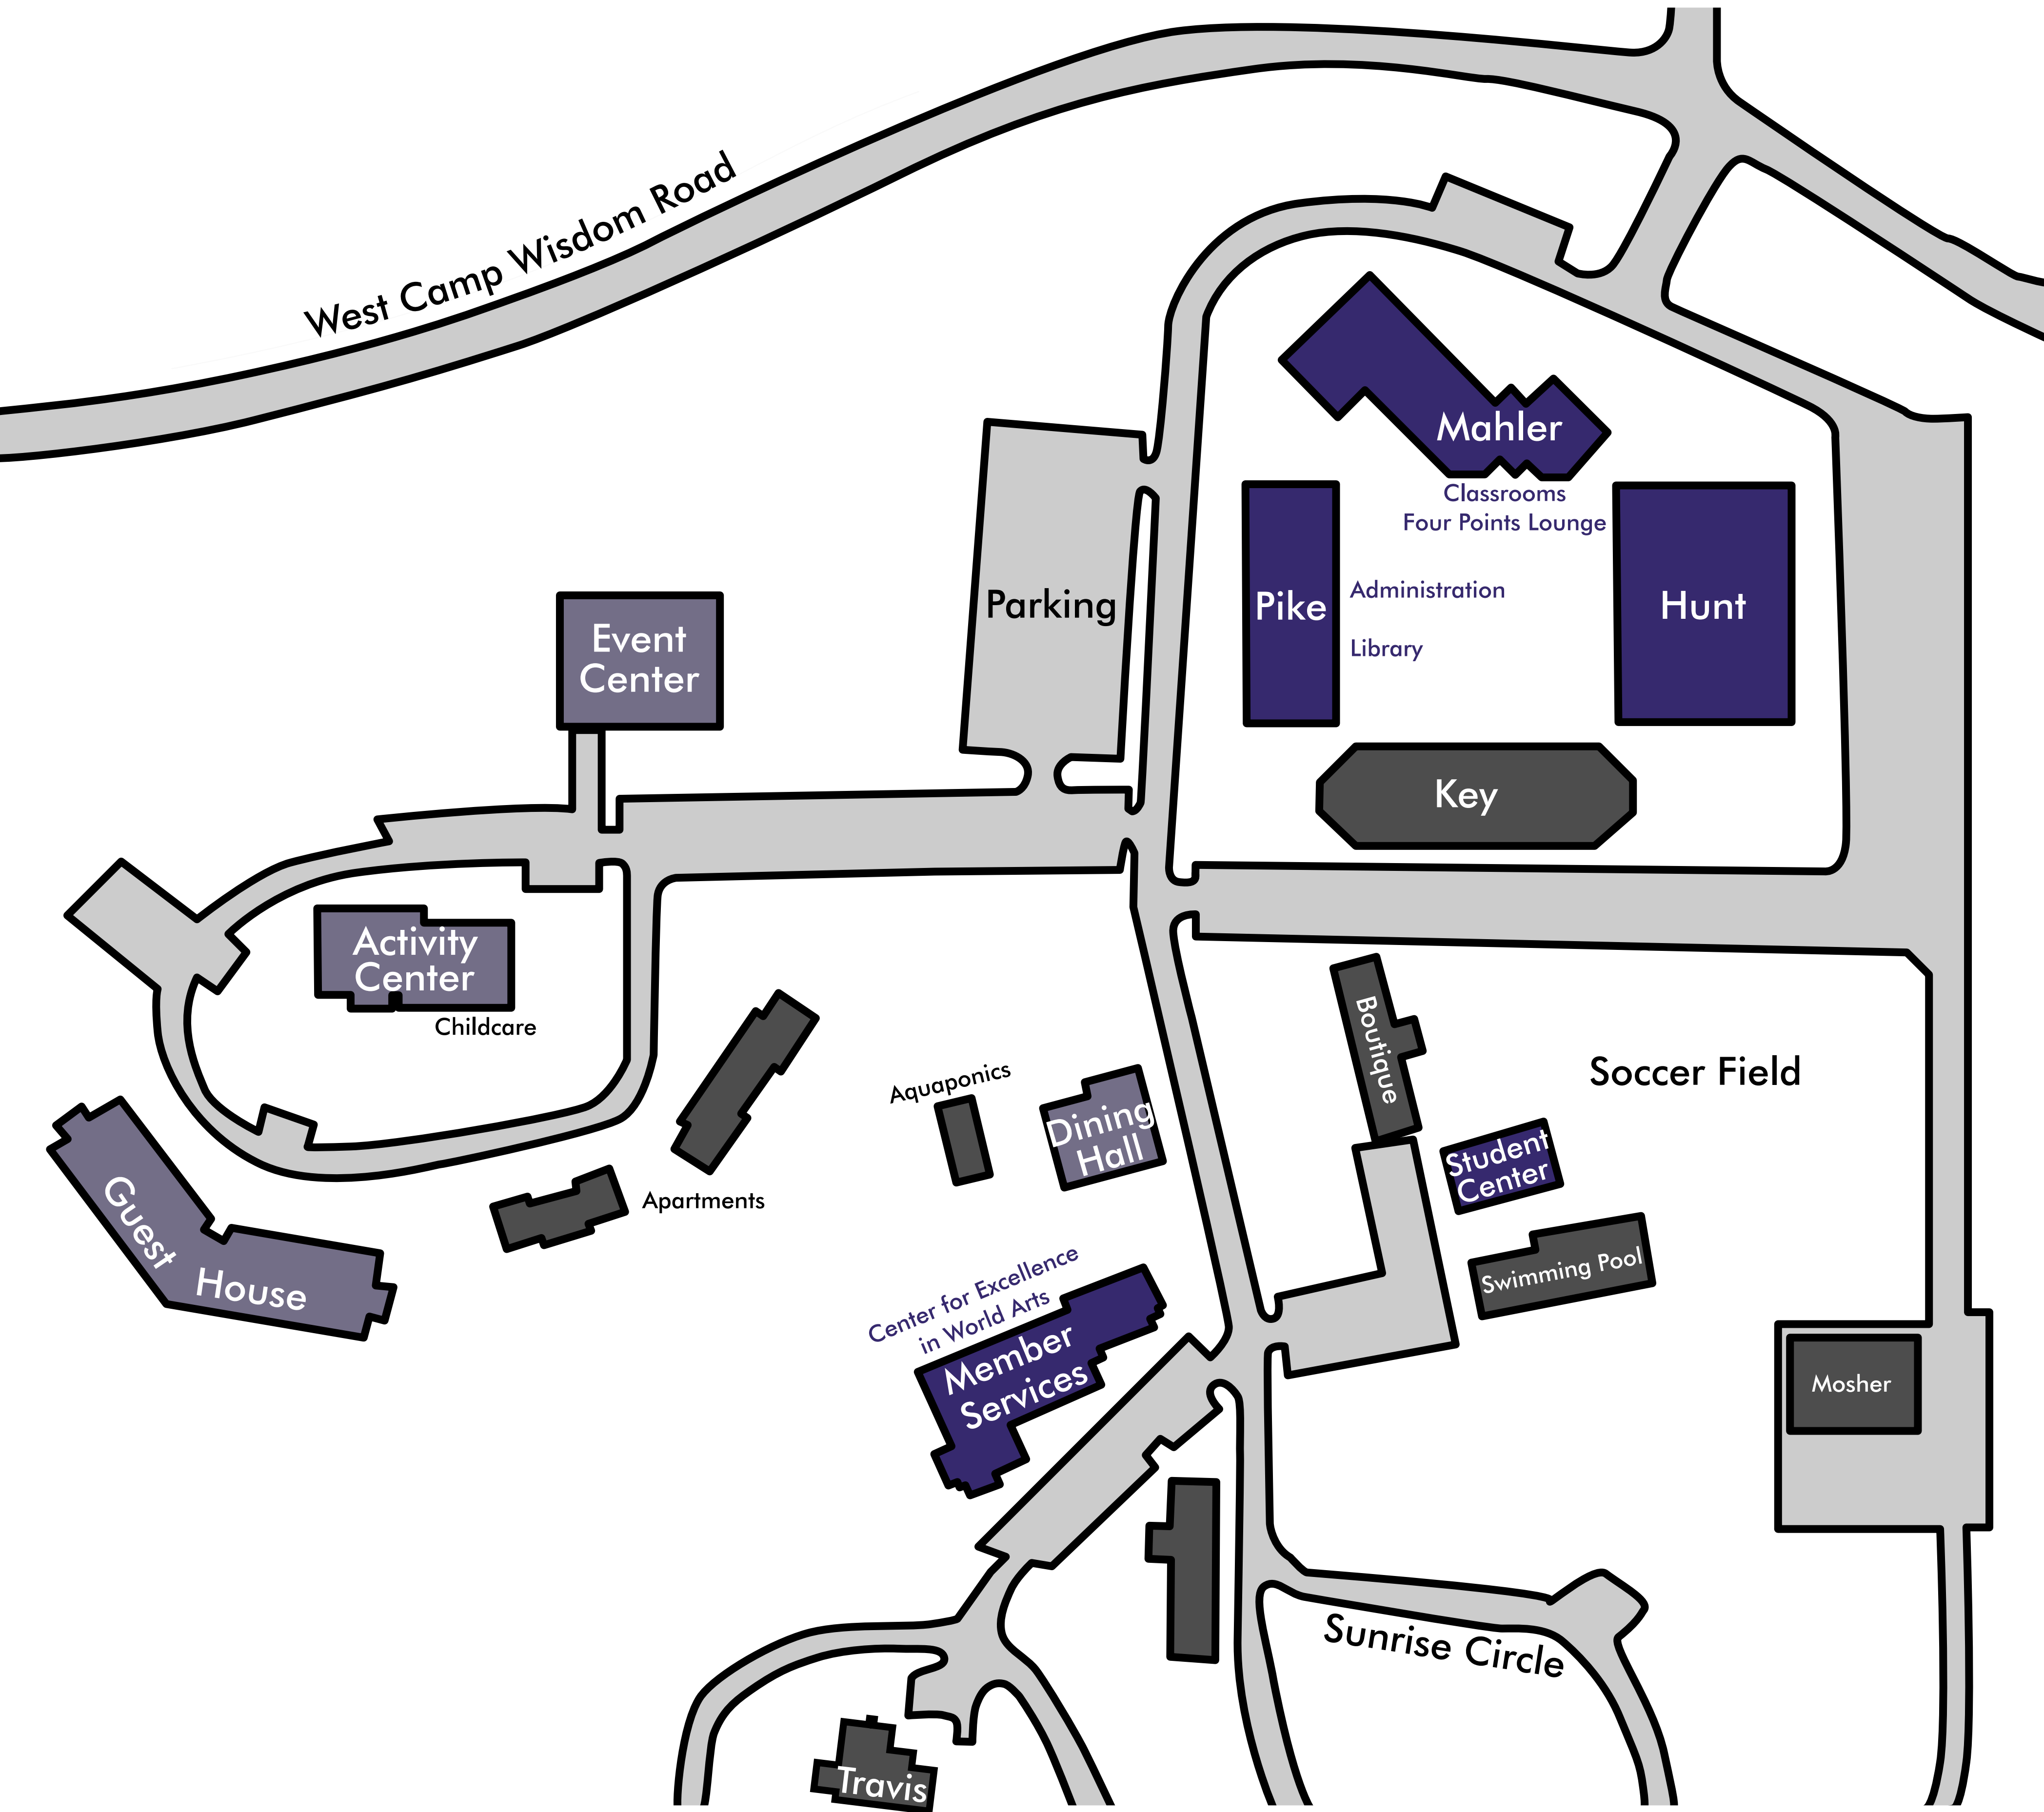 West Camp Wisdom Road
Mahler
Classrooms
Four Points Lounge
Parking
Pike
Administration
Library
Hunt
Event
Center
Key
Activity
Center
Childcare
Boutique
Soccer Field
Aquaponics
Dining
Hall
Student
Center
Apartments
Guest
House
Swimming Pool
Center for Excellence
in World Arts
Member
Services
Mosher
Sunrise Circle
Travis